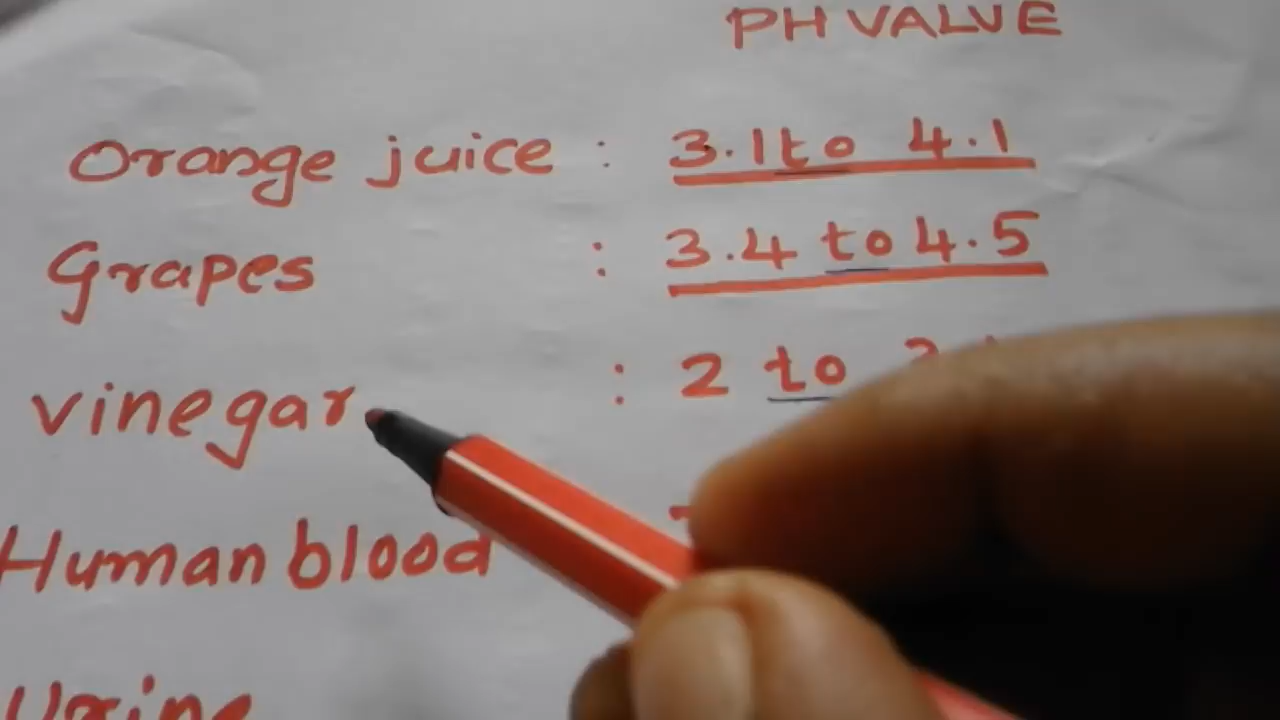 PH VALVE
Orange juice : 3.1 to 4.1
Grapes : 3.4 to 4.5
vinegar : 2 to
Human blood
Urine